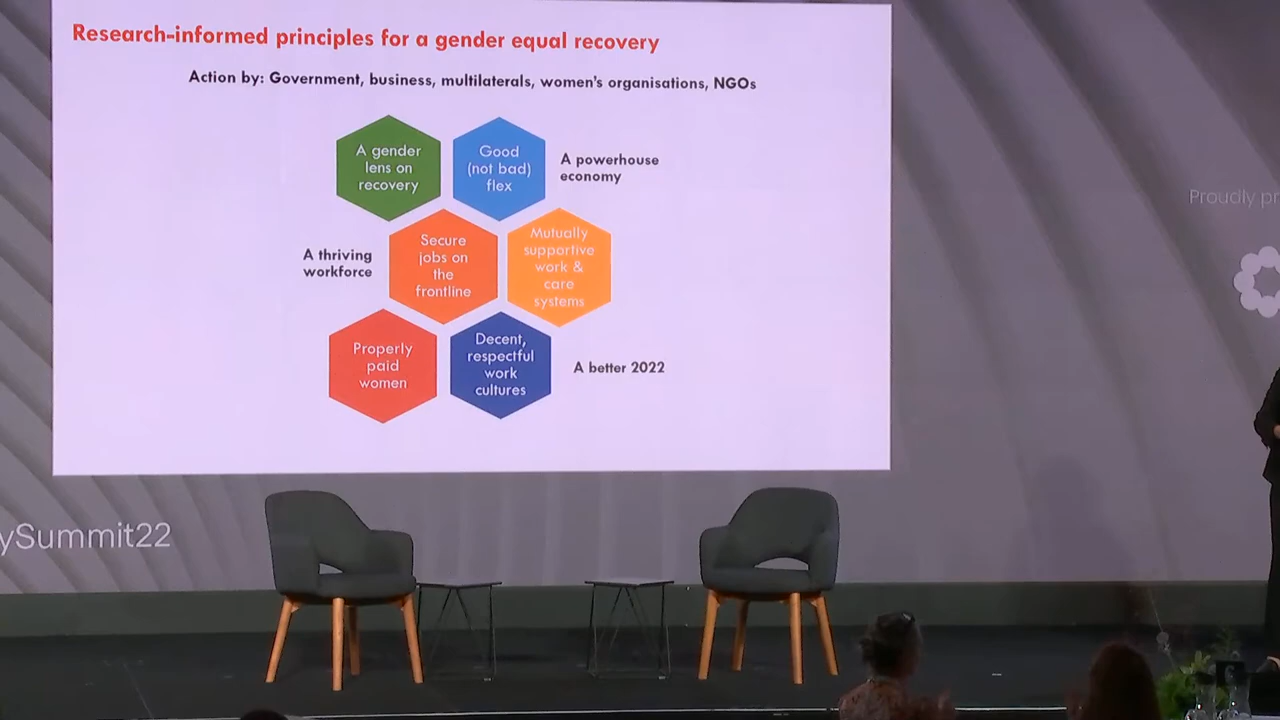 Research-informed principles for a gender equal recovery
Action by: Government, business, multilaterals, women's organisations, NGOs
A gender
lens on
recovery
Good
(not bad)
flex
A powerhouse
economy
A thriving
workforce
Secure
jobs on
the
frontline
Mutually
supportive
work &
care
systems
Properly
paid
women
Decent,
respectful
work
cultures
A better 2022
Proudly pr
ySummit22